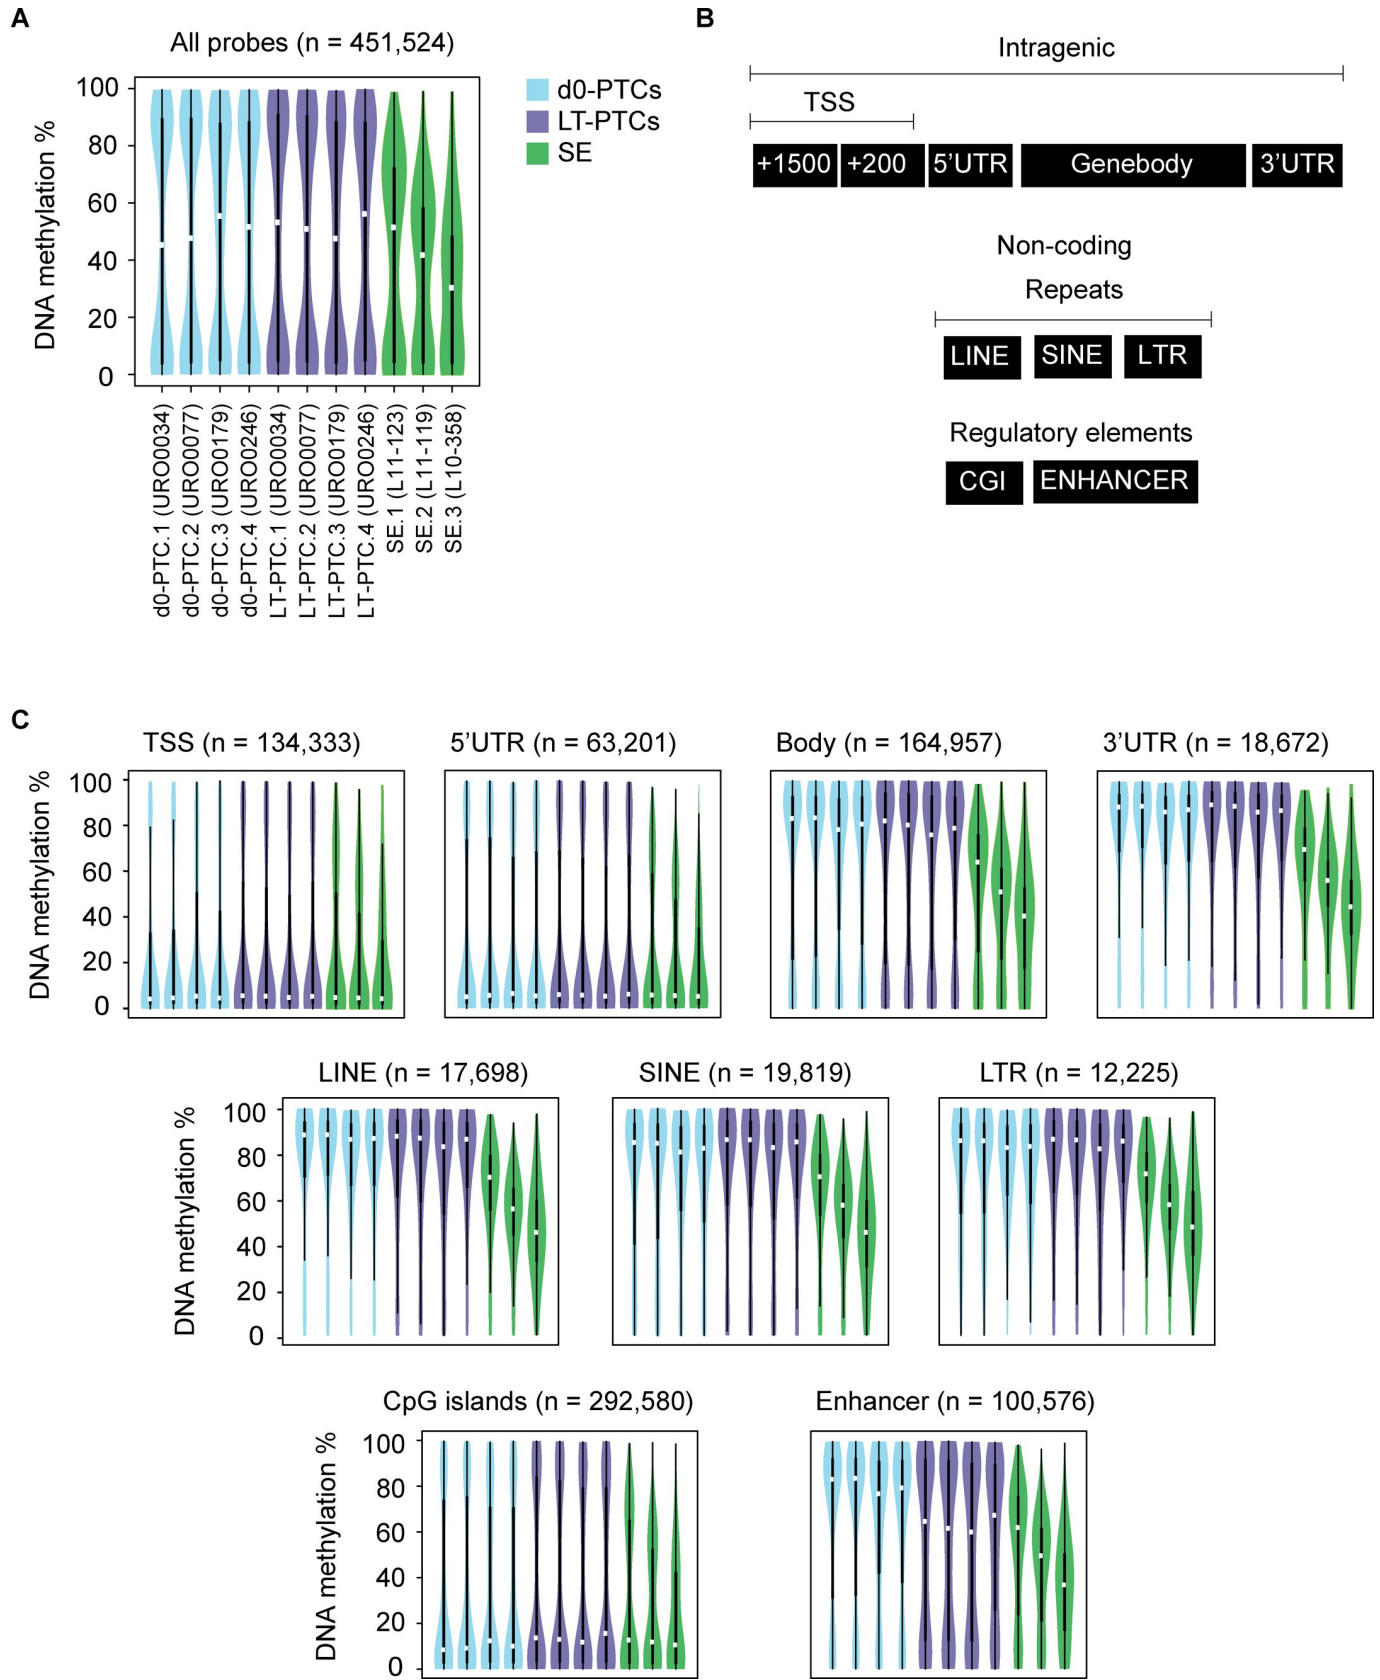 A
All probes (n = 451,524)
DNA methylation %
100
80
60
40
20
0
d0-PTCs
LT-PTCs
SE
d0-PTC.1 (URO0034)
d0-PTC.2 (URO0077)
d0-PTC.3 (URO0179)
d0-PTC.4 (URO0246)
LT-PTC.1 (URO0034)
LT-PTC.2 (URO0077)
LT-PTC.3 (URO0179)
LT-PTC.4 (URO0246)
SE.1 (L11-123)
SE.2 (L11-119)
SE.3 (L10-358)
B
Intragenic
TSS
+1500 +200 5’UTR Genebody 3’UTR
Non-coding
Repeats
LINE SINE LTR
Regulatory elements
CGI ENHANCER
C
TSS (n = 134,333)
5’UTR (n = 63,201)
Body (n = 164,957)
3’UTR (n = 18,672)
DNA methylation %
100
80
60
40
20
0
LINE (n = 17,698)
SINE (n = 19,819)
LTR (n = 12,225)
DNA methylation %
100
80
60
40
20
0
CpG islands (n = 292,580)
Enhancer (n = 100,576)
DNA methylation %
100
80
60
40
20
0